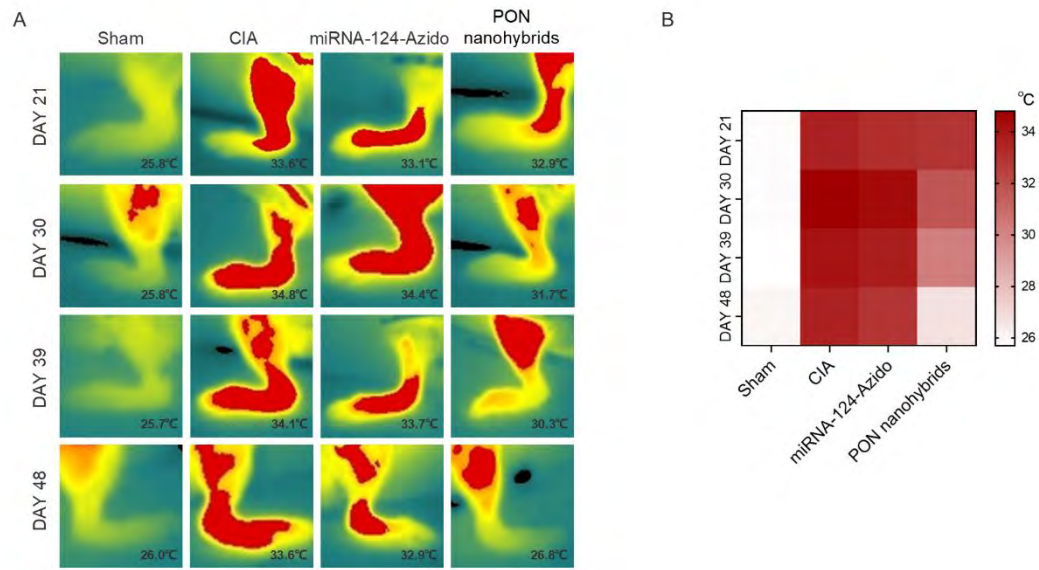 A
Sham
CIA
miRNA-124-Azido
PON
nanohybrids
DAY 21
25.8℃
33.6℃
33.1℃
32.9℃
DAY 30
25.8℃
34.8℃
34.4℃
31.7℃
DAY 39
25.7℃
34.1℃
33.7℃
30.3℃
DAY 48
26.0℃
33.6℃
32.9℃
26.8℃
B
℃
34
32
30
28
26
DAY 21
DAY 30
DAY 39
DAY 48
Sham
CIA
miRNA-124-Azido
PON nanohybrids